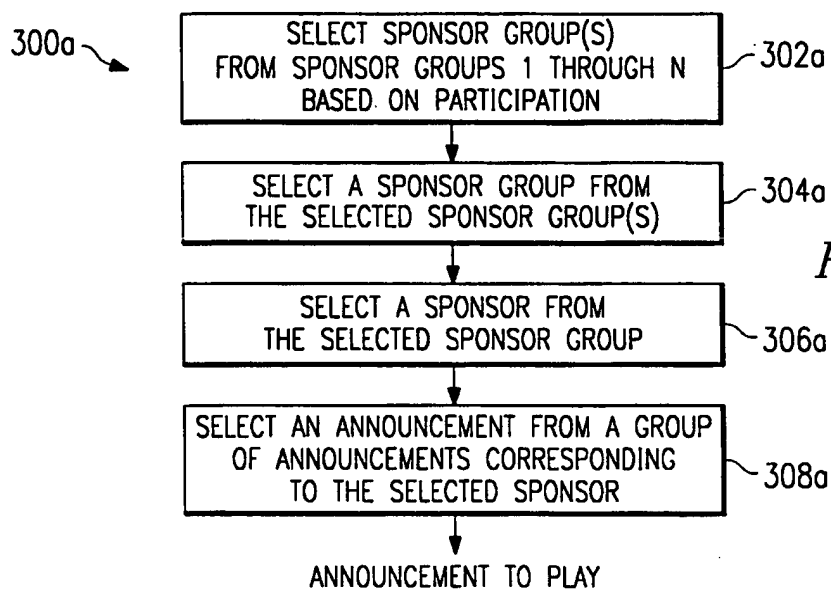 300a
SELECT SPONSOR GROUP(S)
FROM SPONSOR GROUPS 1 THROUGH N
BASED ON PARTICIPATION
302a
SELECT A SPONSOR GROUP FROM
THE SELECTED SPONSOR GROUP(S)
304a
SELECT A SPONSOR FROM
THE SELECTED SPONSOR GROUP
306a
SELECT AN ANNOUNCEMENT FROM A GROUP
OF ANNOUNCEMENTS CORRESPONDING
TO THE SELECTED SPONSOR
308a
ANNOUNCEMENT TO PLAY